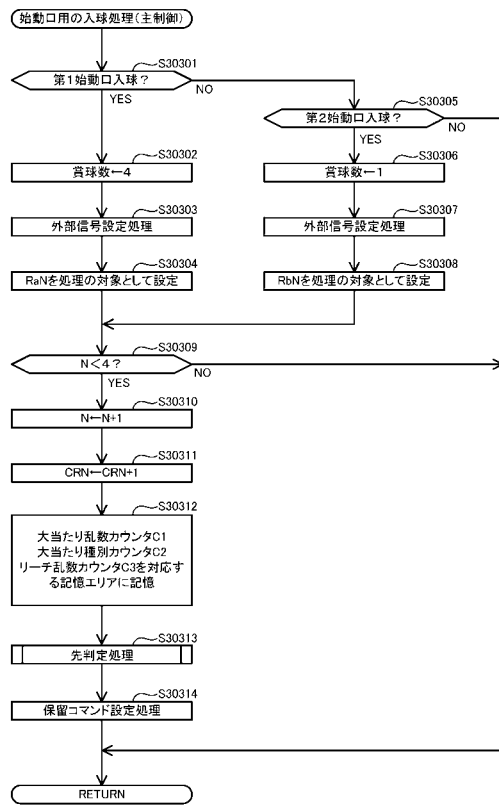 始動口用の入球処理(主制御)
S30301
第1始動口入球?
NO
YES
S30305
第2始動口入球?
NO
YES
S30302
賞球数←4
S30306
賞球数←1
S30303
外部信号設定処理
S30307
外部信号設定処理
S30304
RaNを処理の対象として設定
S30308
RbNを処理の対象として設定
S30309
N<4?
NO
YES
S30310
N←N+1
S30311
CRN←CRN+1
S30312
大当たり乱数カウンタC1
大当たり種別カウンタC2
リーチ乱数カウンタC3を対応す
る記憶エリアに記憶
S30313
先判定処理
S30314
保留コマンド設定処理
RETURN